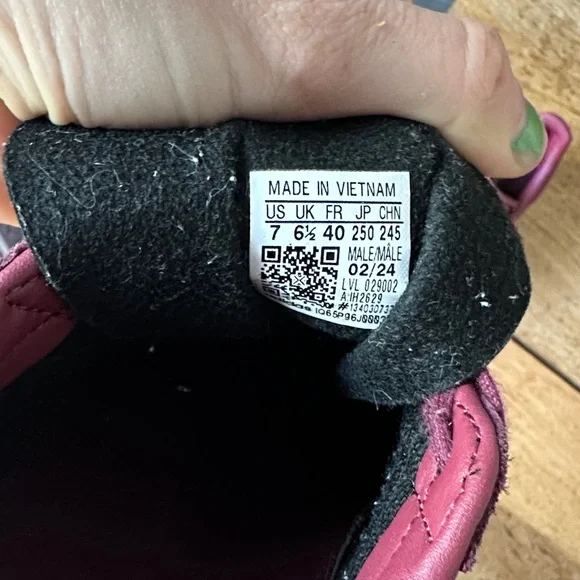 MADE IN VIETNAM
US UK FR JP CHN
7 6½ 40 250 245
MALE/MÂLE
02/24
LVL 029002
A:IH2629